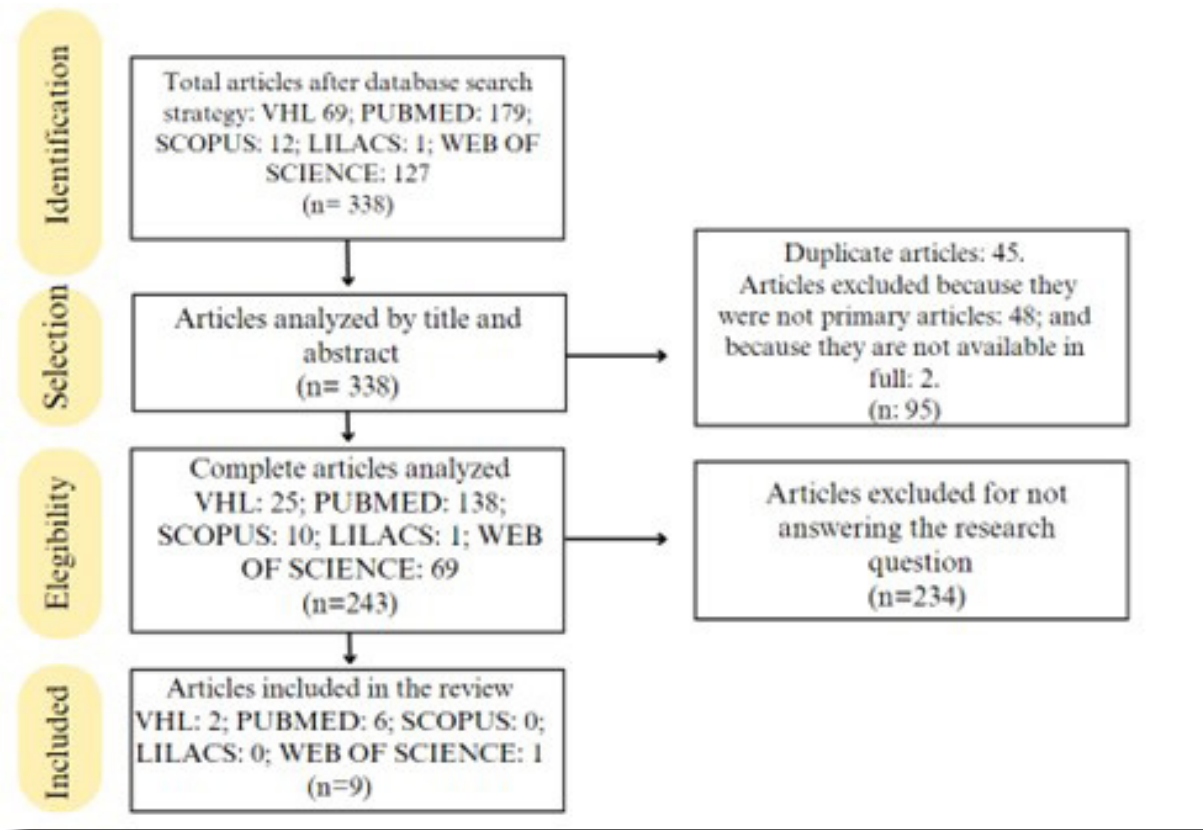 Identification
Total articles after database search
strategy: VHL 69; PUBMED: 179;
SCOPUS: 12; LILACS: 1; WEB OF
SCIENCE: 127
(n= 338)
Selection
Articles analyzed by title and
abstract
(n= 338)
Duplicate articles: 45.
Articles excluded because they
were not primary articles: 48; and
because they are not available in
full: 2.
(n: 95)
Elegibility
Complete articles analyzed
VHL: 25; PUBMED: 138;
SCOPUS: 10; LILACS: 1; WEB
OF SCIENCE: 69
(n=243)
Articles excluded for not
answering the research
question
(n=234)
Included
Articles included in the review
VHL: 2; PUBMED: 6; SCOPUS: 0;
LILACS: 0; WEB OF SCIENCE: 1
(n=9)